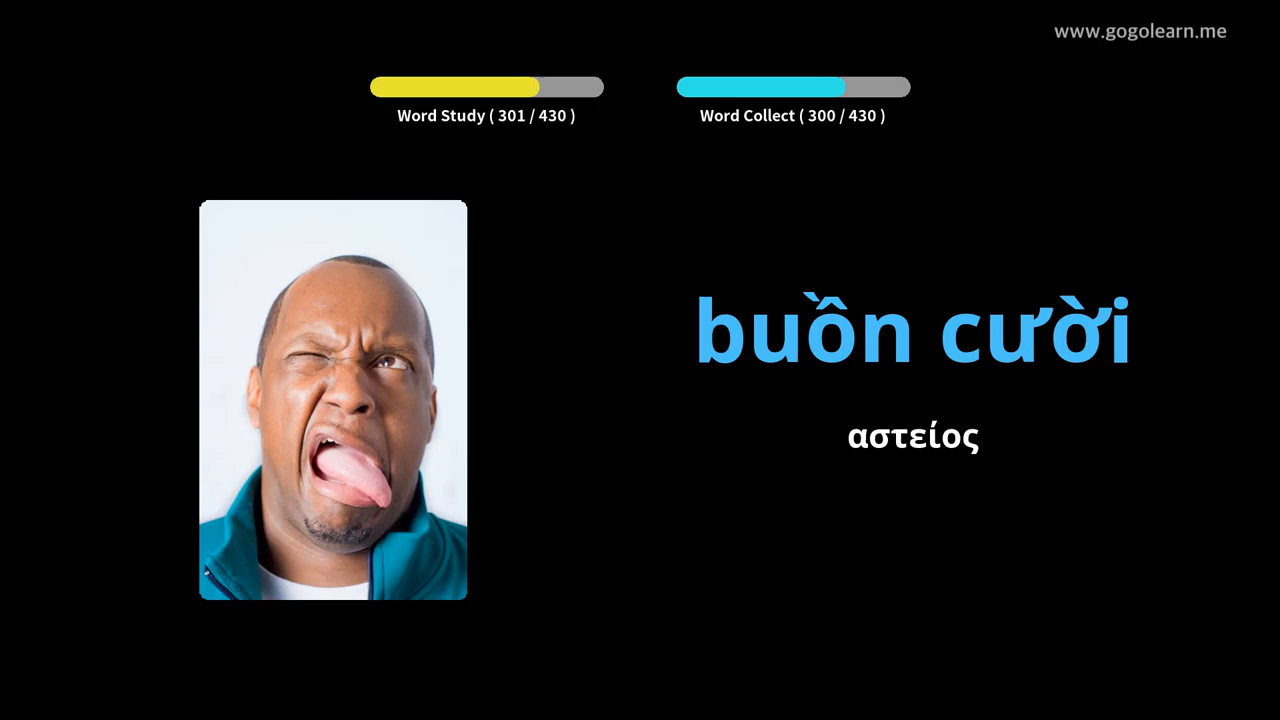 www.gogolearn.me
Word Study ( 301 / 430 )
Word Collect ( 300 / 430 )
buồn cười
αστείος